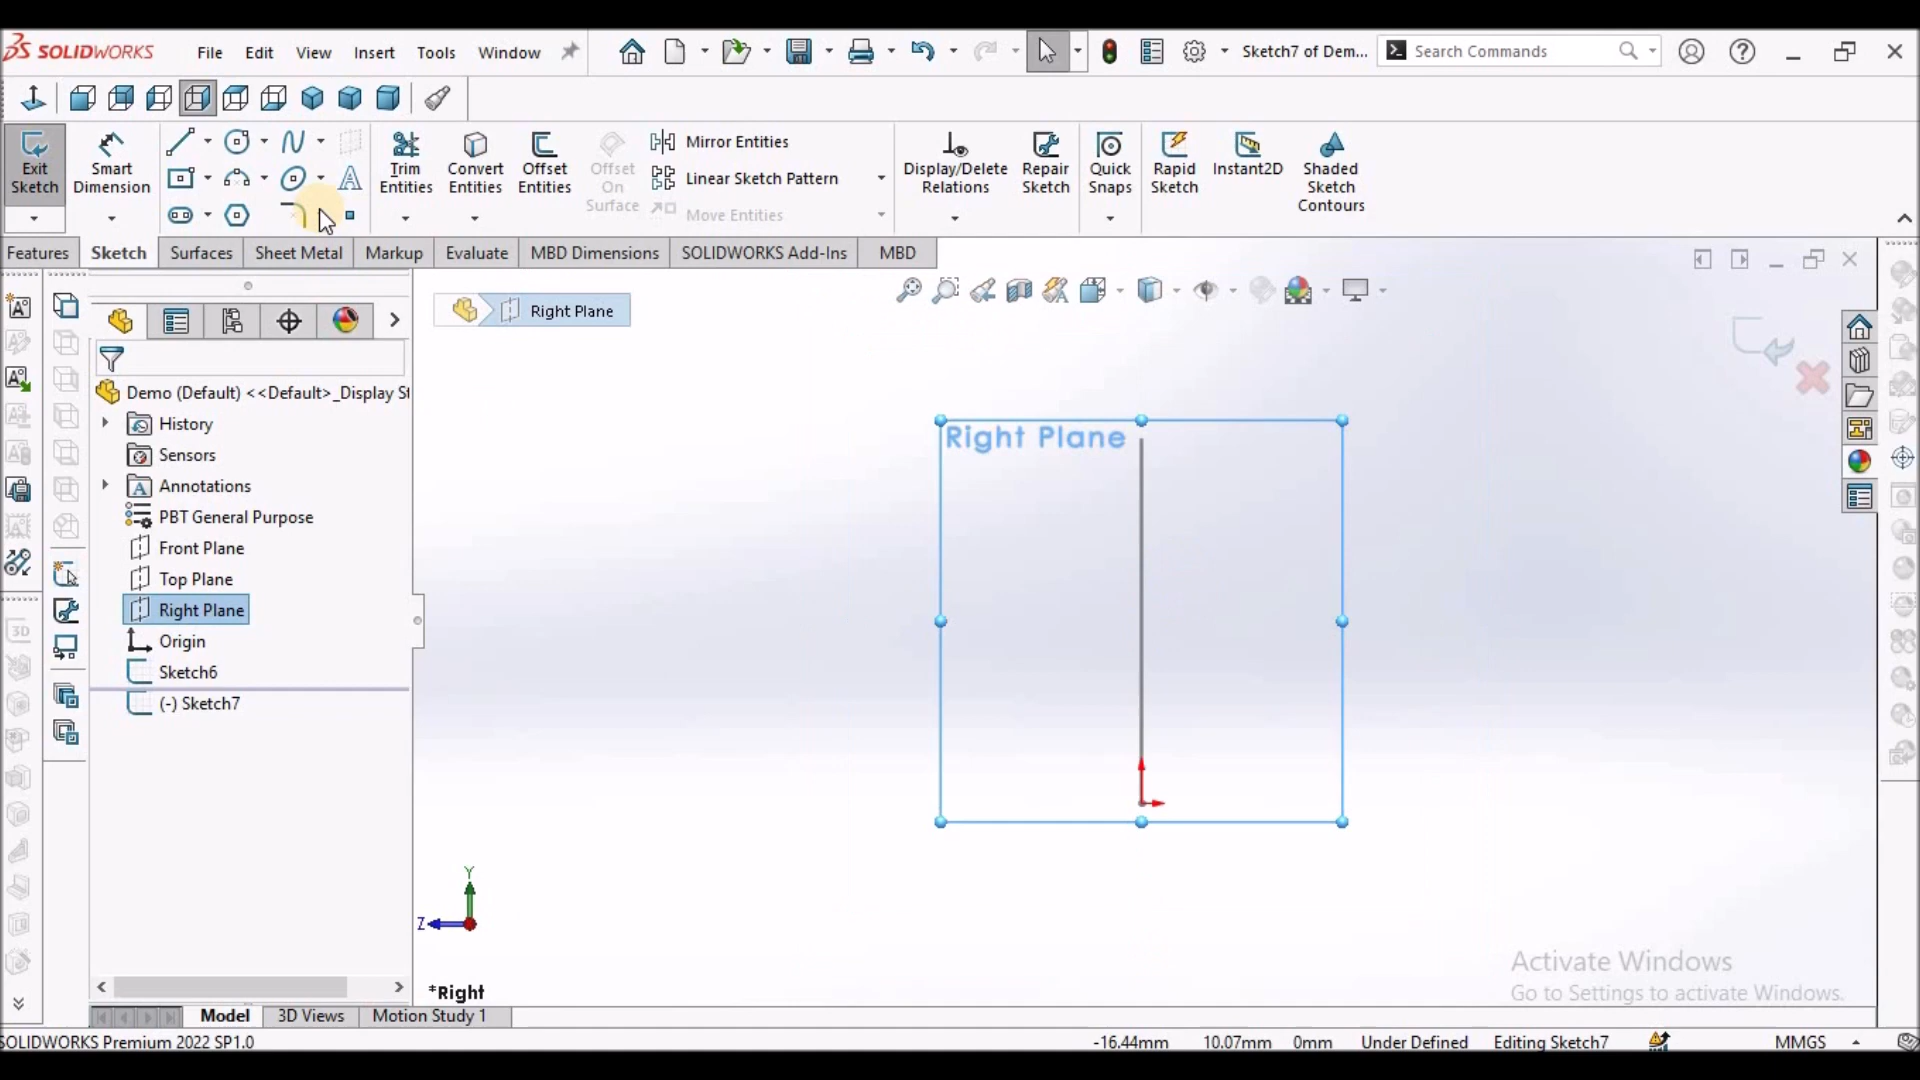 SOLIDWORKS File Edit View Insert Tools Window Sketch7 of Dem... Search Commands
Exit Sketch
Smart Dimension
Trim Entities
Convert Entities
Offset Entities
Offset On Surface
Mirror Entities
Linear Sketch Pattern
Move Entities
Display/Delete Relations
Repair Sketch
Quick Snaps
Rapid Sketch
Instant2D
Shaded Sketch Contours
Features Sketch Surfaces Sheet Metal Markup Evaluate MBD Dimensions SOLIDWORKS Add-Ins MBD
Right Plane
Demo (Default) <<Default>_Display St
History
Sensors
Annotations
PBT General Purpose
Front Plane
Top Plane
Right Plane
Origin
Sketch6
(-) Sketch7
Right Plane
Y
Z
*Right
Activate Windows
Go to Settings to activate Windows.
Model 3D Views Motion Study 1
SOLIDWORKS Premium 2022 SP1.0 -16.44mm 10.07mm 0mm Under Defined Editing Sketch7 MMGS